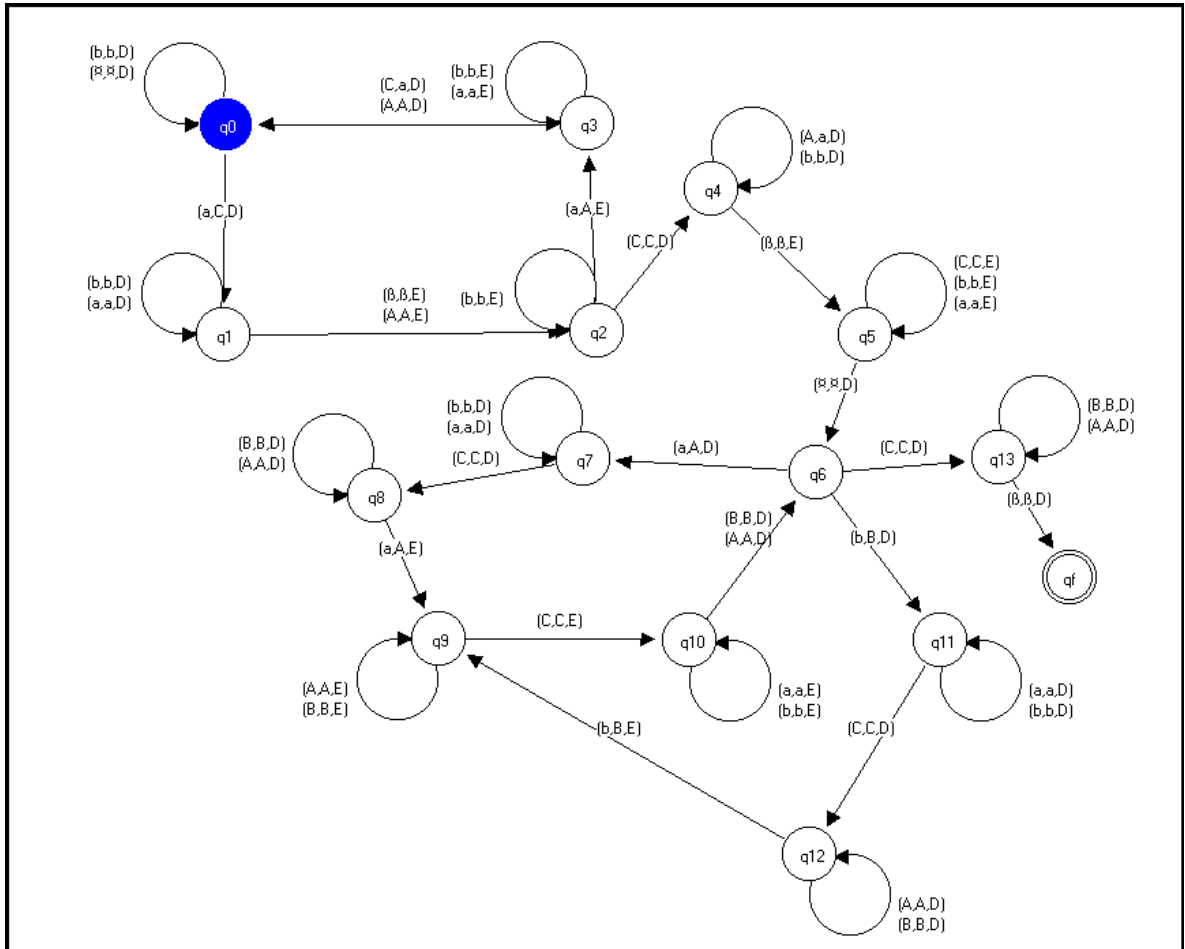 (b,b,D)
(¤,¤,D)
q0
(C,a,D)
(A,A,D)
(b,b,E)
(a,a,E)
q3
(A,a,D)
(b,b,D)
q4
(a,C,D)
(a,A,E)
(C,C,D)
(ß,ß,E)
(b,b,D)
(a,a,D)
q1
(ß,ß,E)
(A,A,E)
(b,b,E)
q2
(C,C,E)
(b,b,E)
(a,a,E)
q5
(¤,¤,D)
(B,B,D)
(A,A,D)
q8
(b,b,D)
(a,a,D)
(C,C,D)
q7
(a,A,D)
q6
(C,C,D)
(B,B,D)
(A,A,D)
q13
(ß,ß,D)
qf
(a,A,E)
(B,B,D)
(A,A,D)
(b,B,D)
q9
(C,C,E)
q10
q11
(A,A,E)
(B,B,E)
(a,a,E)
(b,b,E)
(a,a,D)
(b,b,D)
(b,B,E)
(C,C,D)
q12
(A,A,D)
(B,B,D)